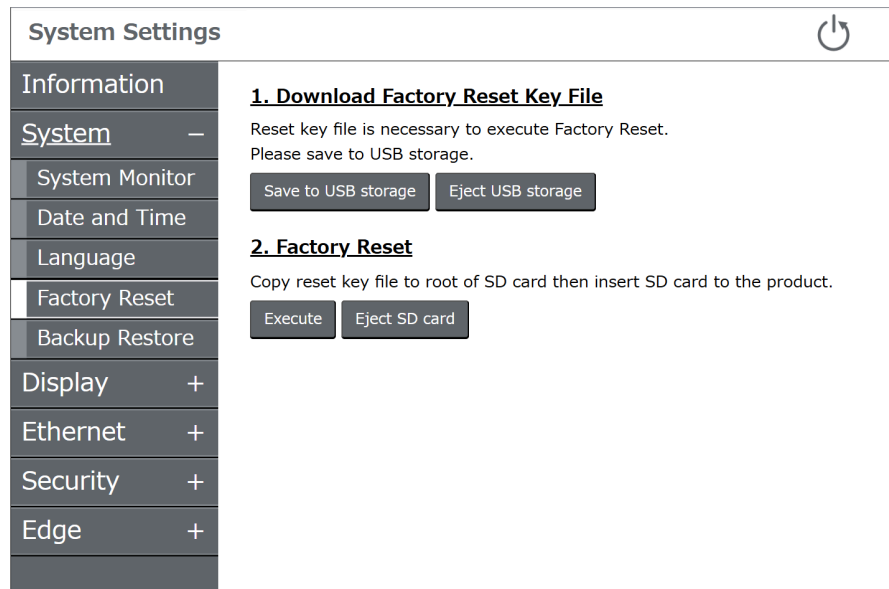 System Settings
Information
System −
System Monitor
Date and Time
Language
Factory Reset
Backup Restore
Display +
Ethernet +
Security +
Edge +
1. Download Factory Reset Key File
Reset key file is necessary to execute Factory Reset.
Please save to USB storage.
Save to USB storage Eject USB storage
2. Factory Reset
Copy reset key file to root of SD card then insert SD card to the product.
Execute Eject SD card